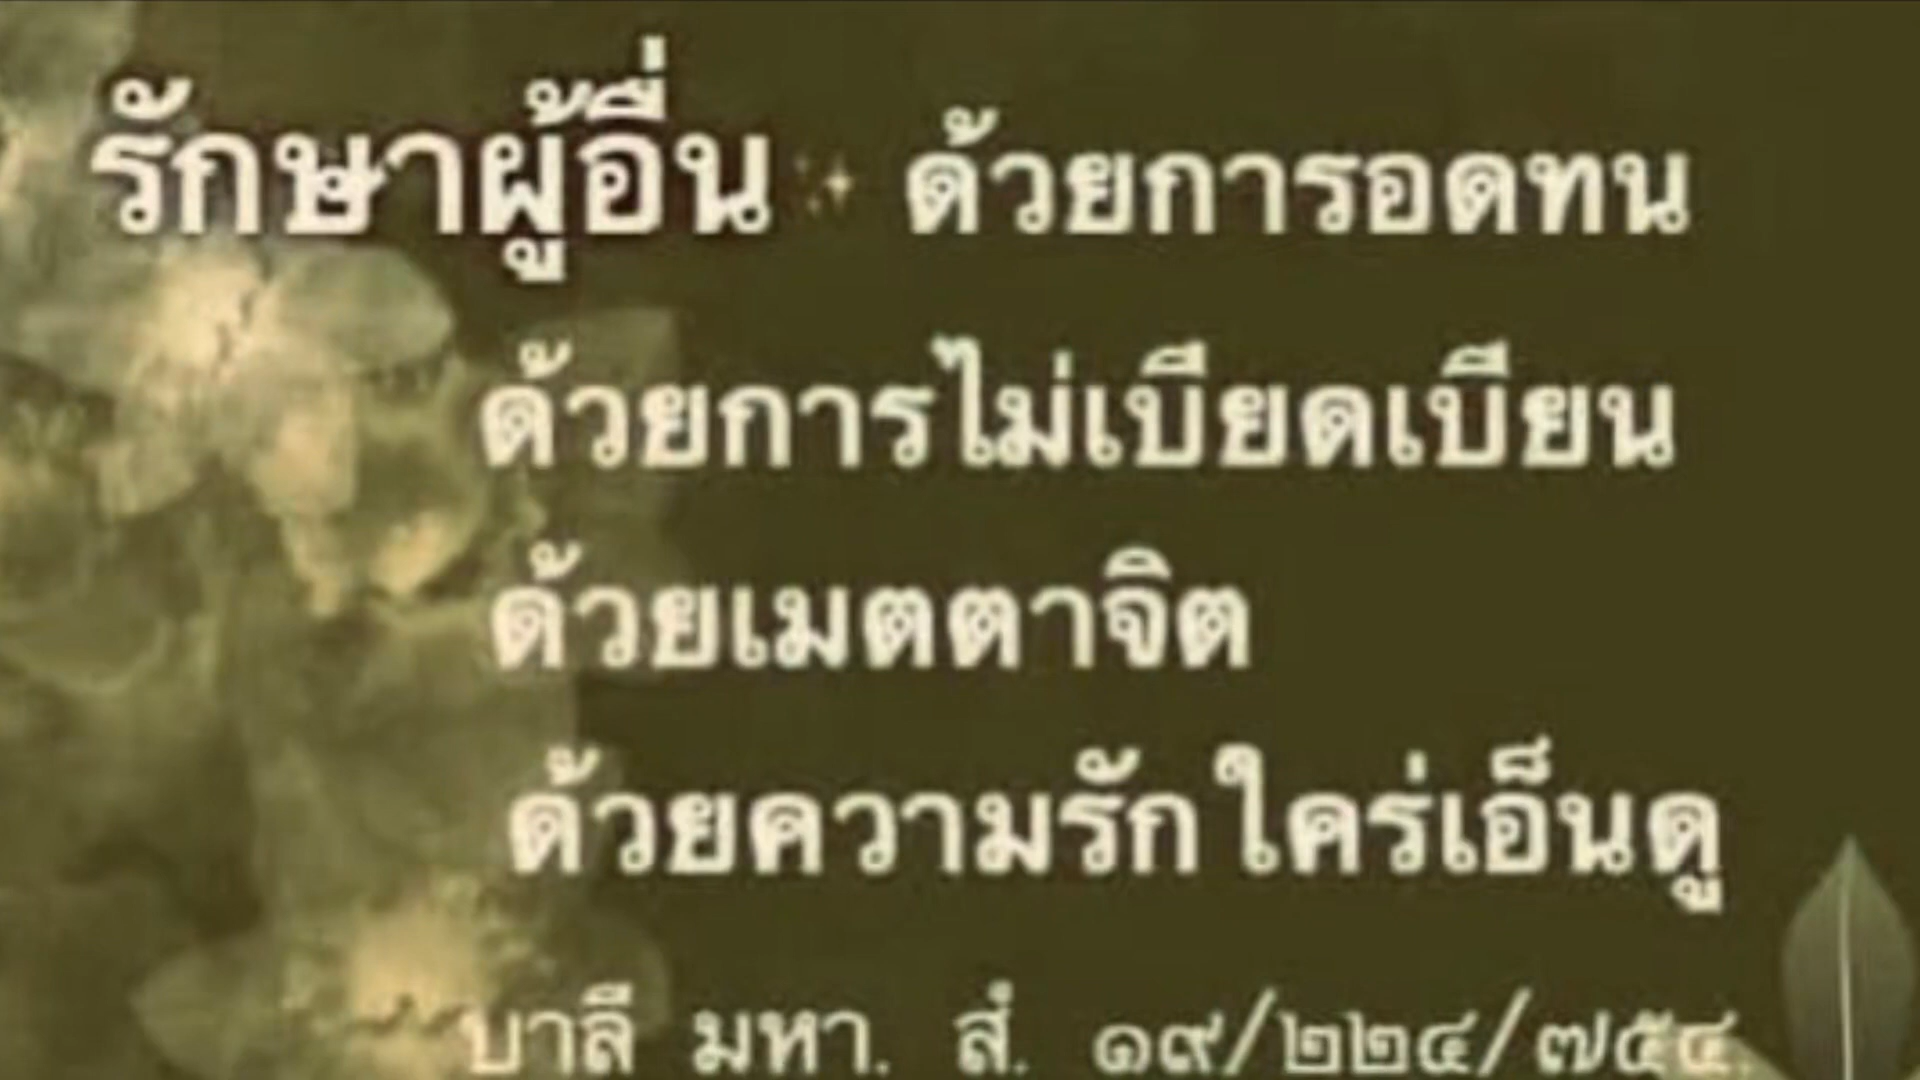 รักษาผู้อื่น ด้วยการอดทน
ด้วยการไม่เบียดเบียน
ด้วยเมตตาจิต
ด้วยความรักใคร่เอ็นดู
บาลี มหา. สํ. ๑๙/๒๒๔/๗๕๔.